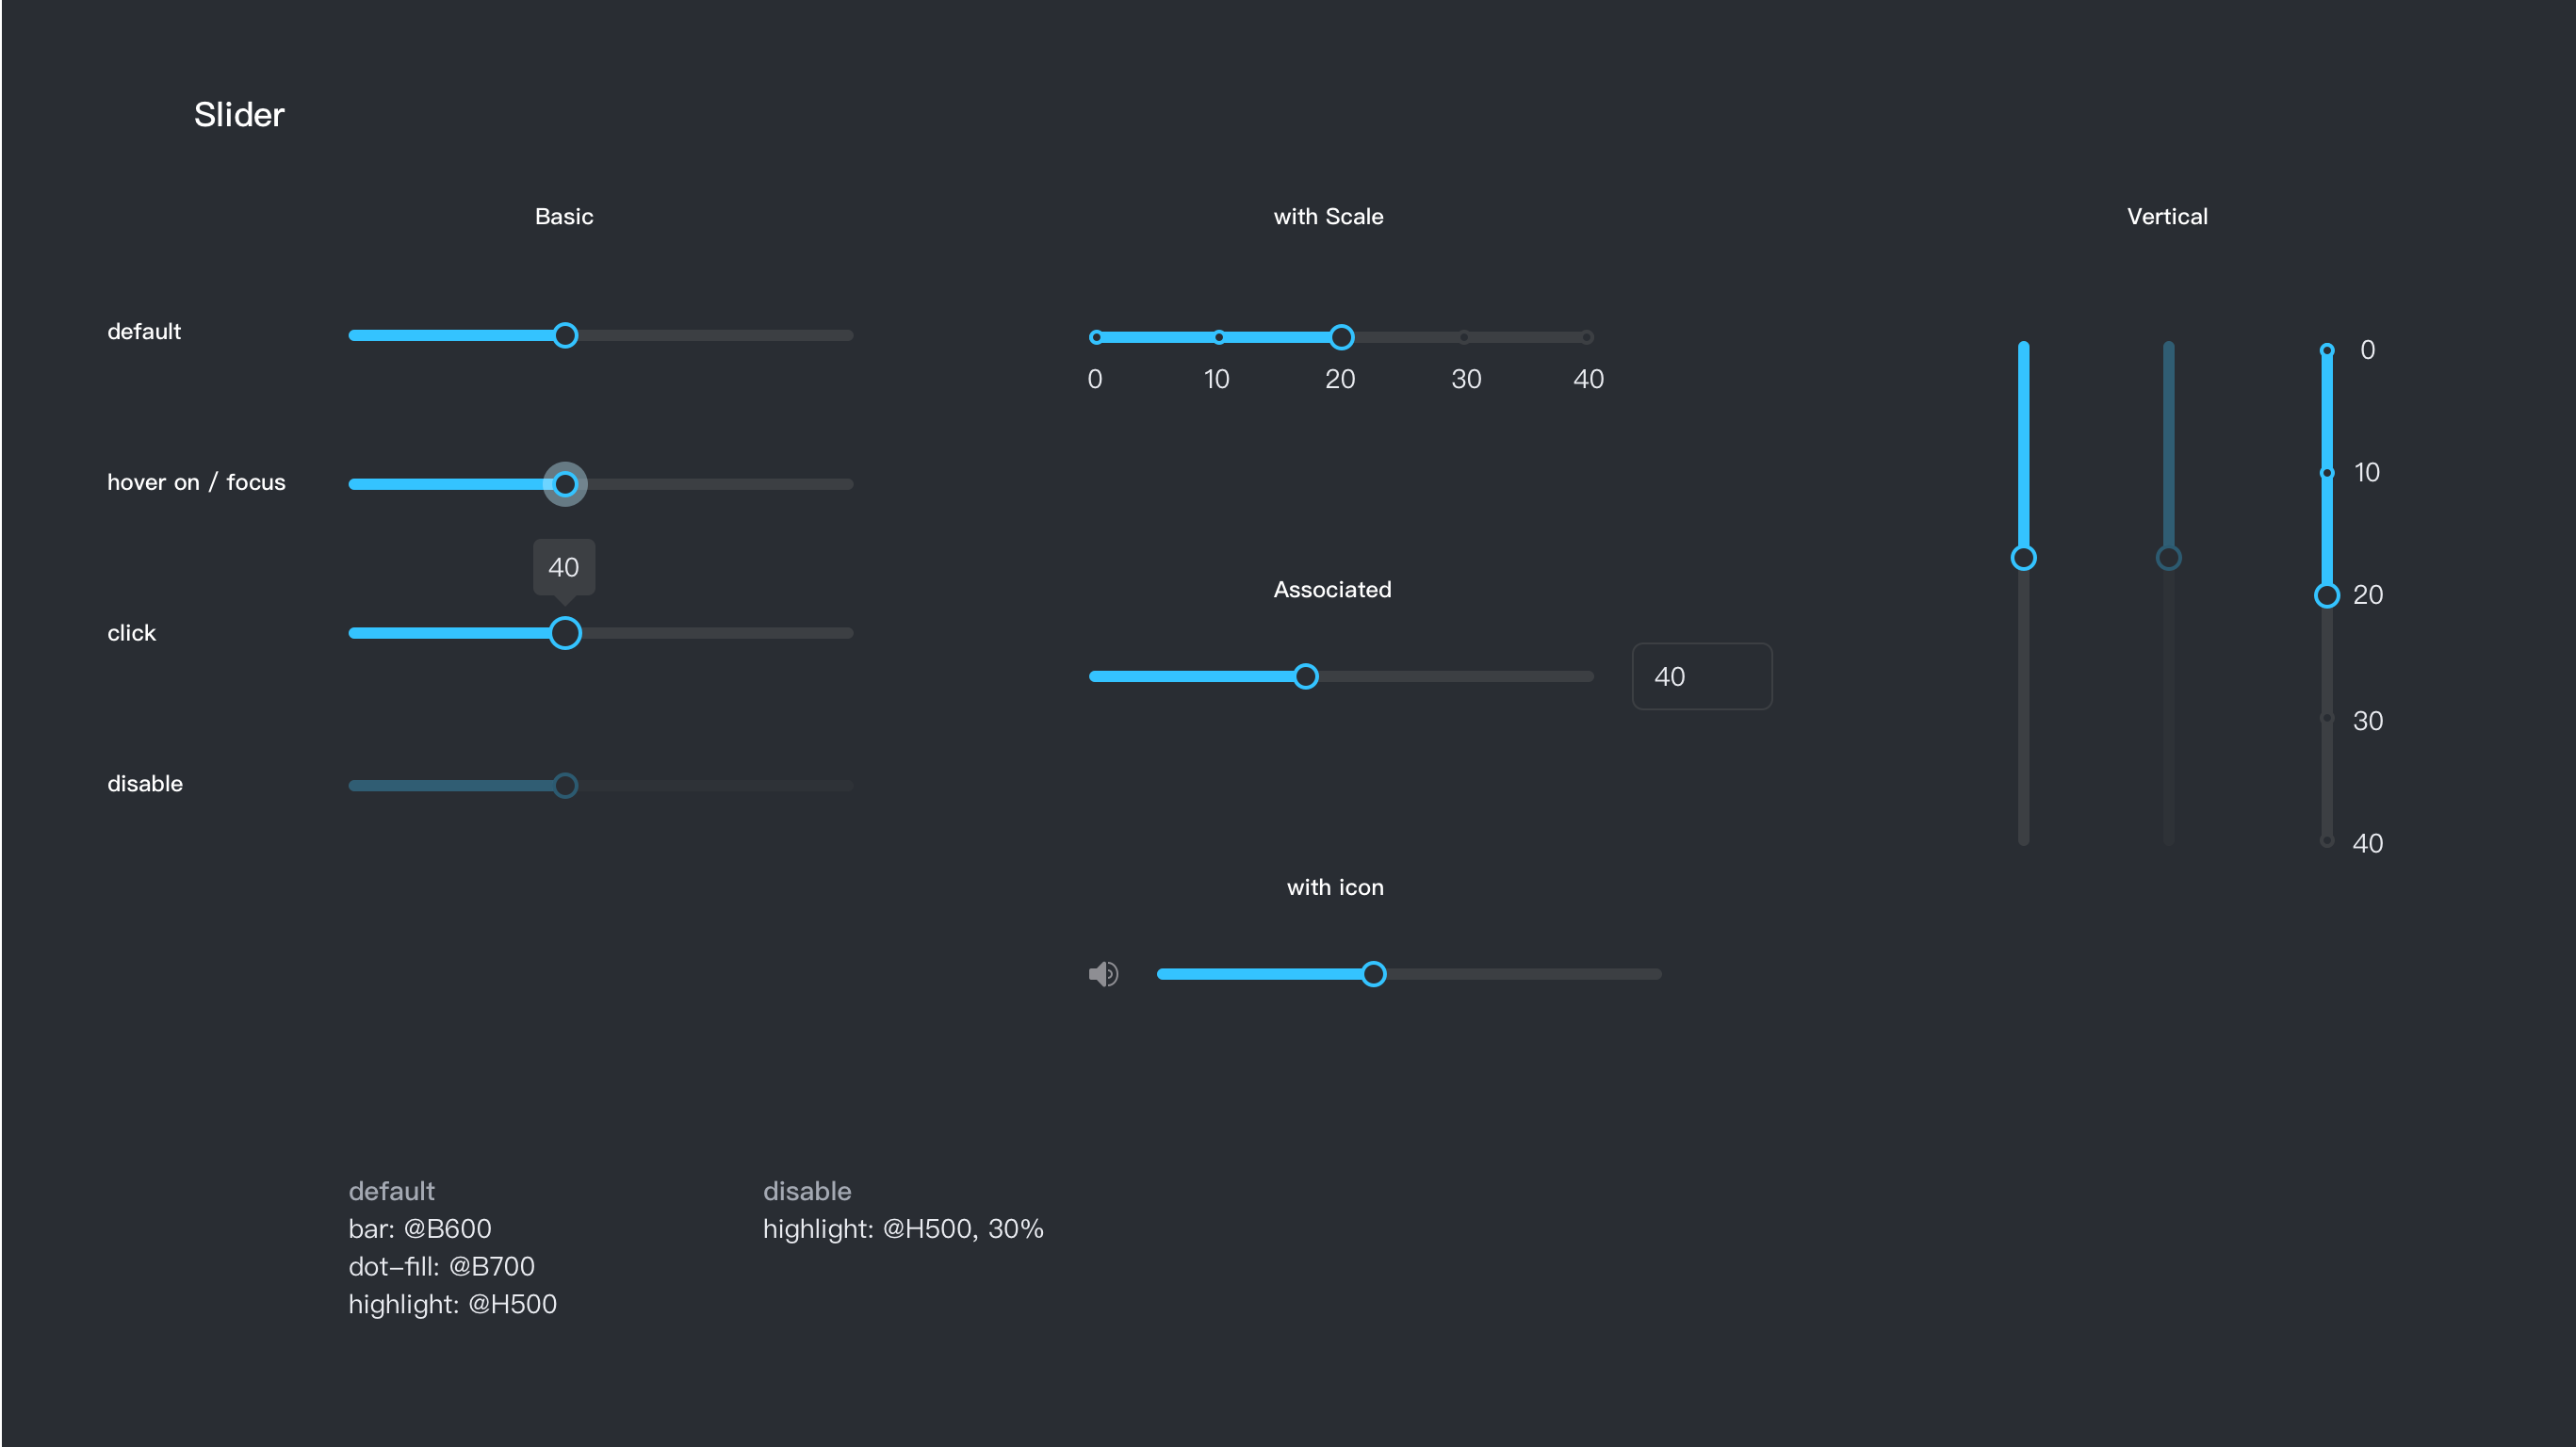 Slider
Basic
default
hover on / focus
40
click
disable
with Scale
0 10 20 30 40
Associated
40
with icon
Vertical
0
10
20
30
40
default
bar: @B600
dot-fill: @B700
highlight: @H500
disable
highlight: @H500, 30%